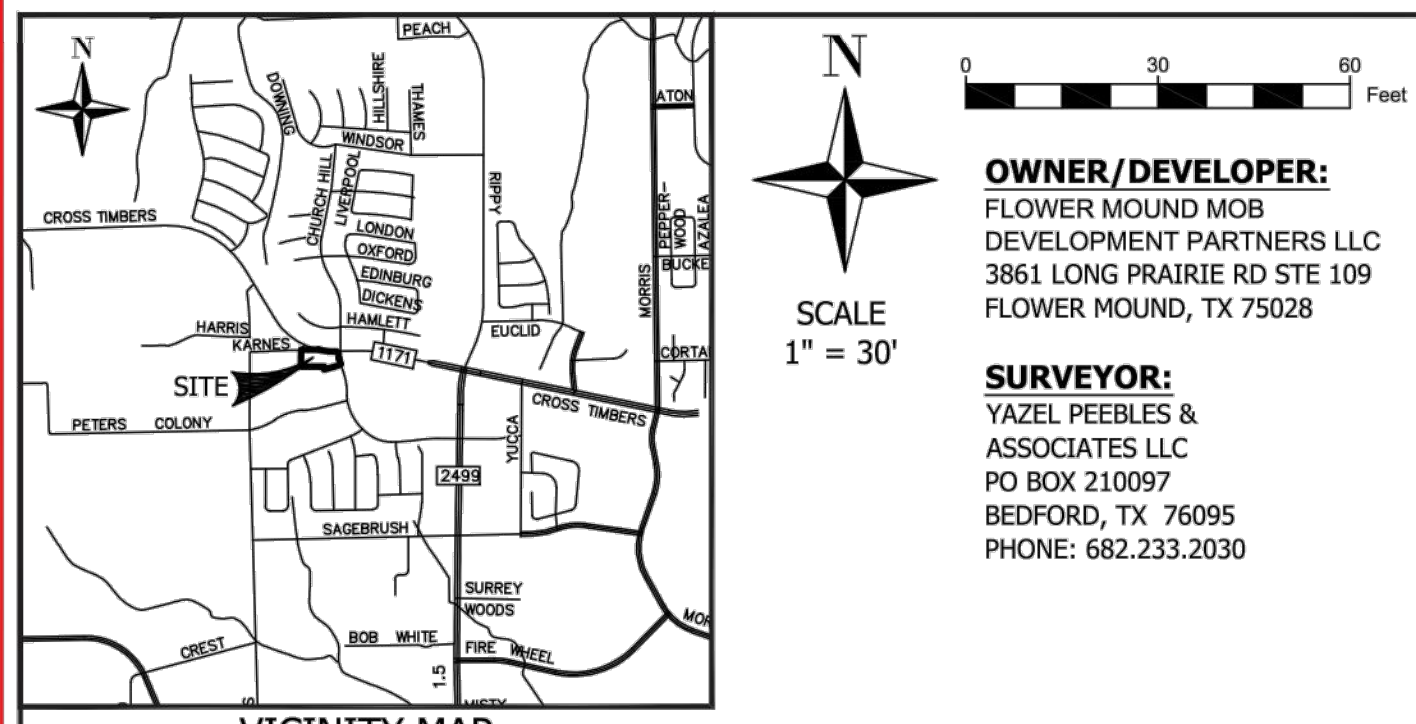 PEACH
N
DOWNING
HILLSHIRE
THAMES
WINDSOR
CHURCH HILL
LIVERPOOL
RIPPY
CROSS TIMBERS
LONDON
OXFORD
EDINBURG
DICKENS
HAMLETT
HARRIS
KARNES
1171
EUCLID
SITE
PETERS COLONY
CROSS TIMBERS
YUCCA
2499
SAGEBRUSH
SURREY
WOODS
BOB WHITE
FIRE WHEEL
CREST
1.5
MISTY
MORRIS
ATON
PEPPER-
WOOD
AZALEA
BUCKE
CORTA
MOR
S
VICINITY MAP
N
SCALE
1" = 30'
0 30 60
Feet
OWNER/DEVELOPER:
FLOWER MOUND MOB
DEVELOPMENT PARTNERS LLC
3861 LONG PRAIRIE RD STE 109
FLOWER MOUND, TX 75028
SURVEYOR:
YAZEL PEEBLES &
ASSOCIATES LLC
PO BOX 210097
BEDFORD, TX 76095
PHONE: 682.233.2030